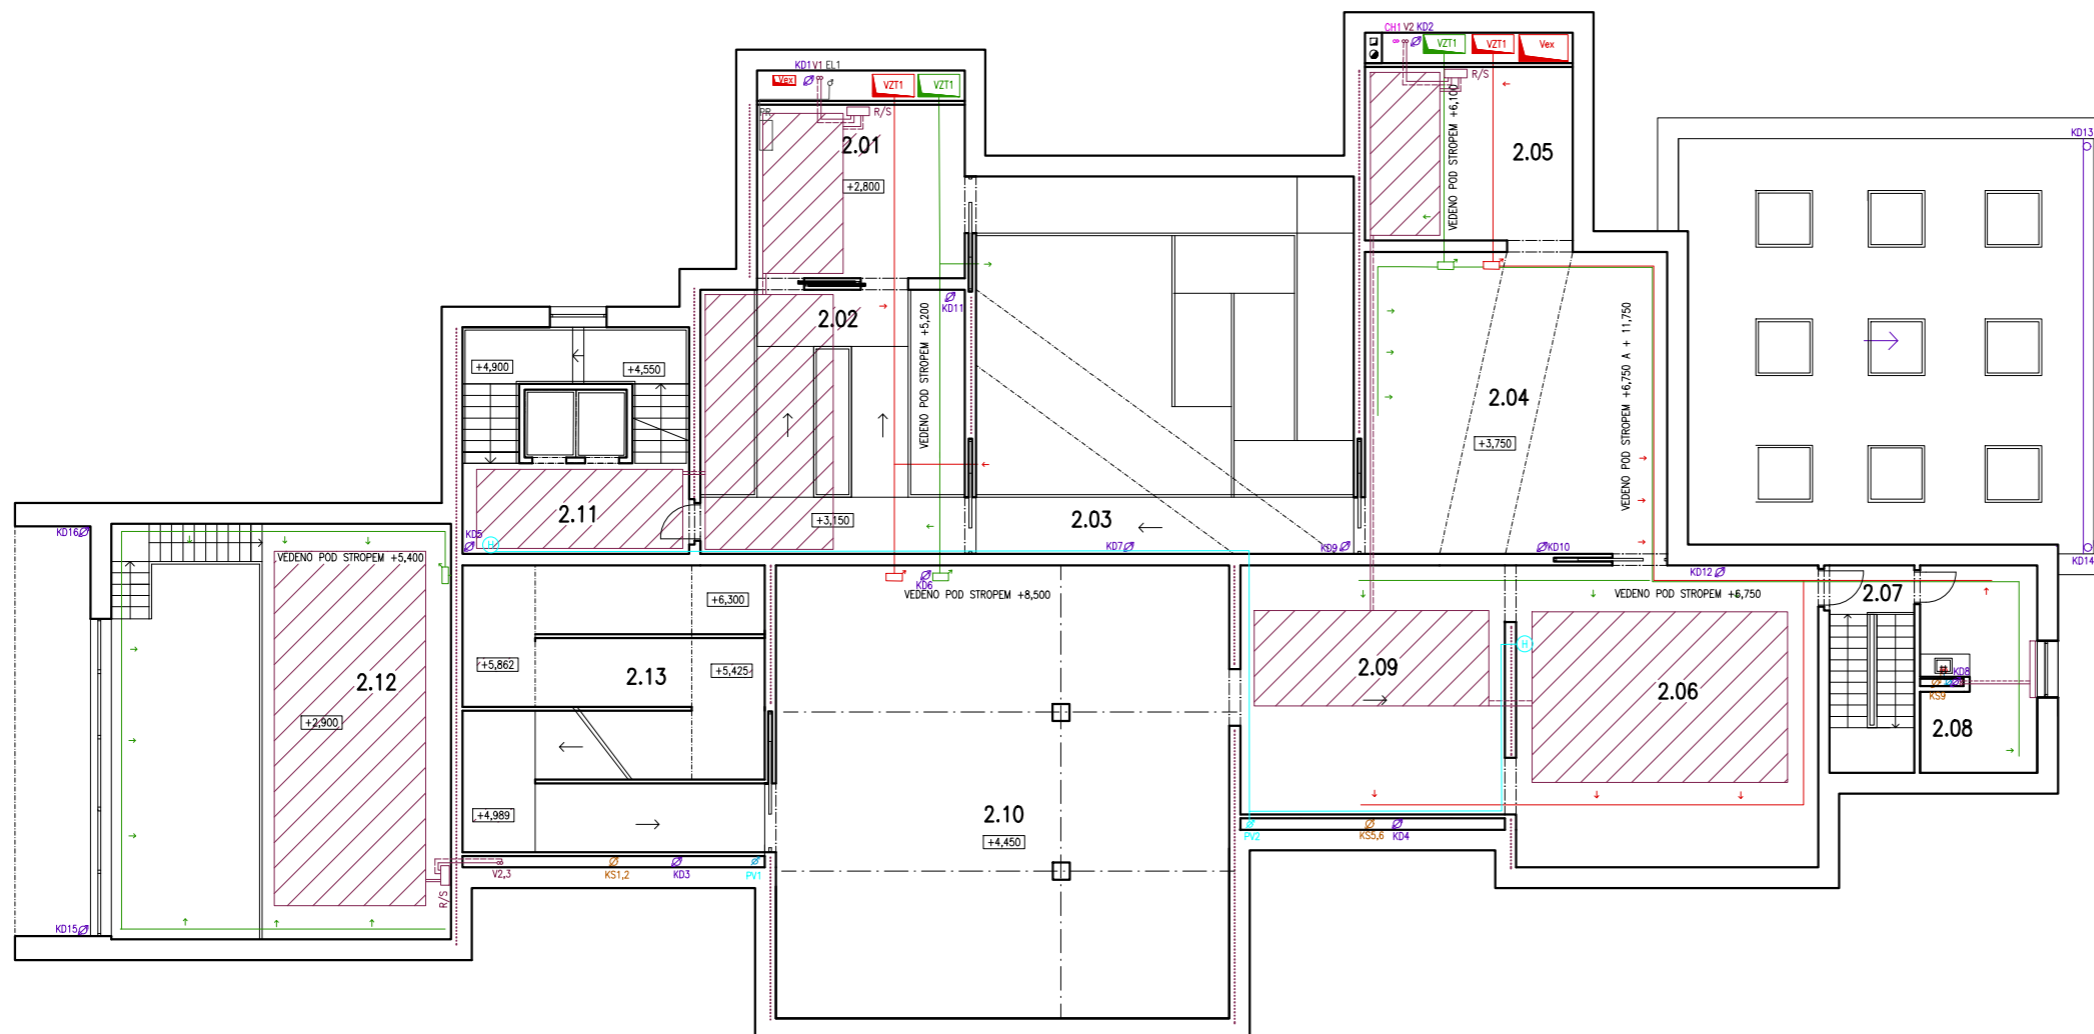 CH1 V2 KD2
VZT1
VZT1
Vex
R/S
KD1 V1 EL1
Vex
VZT1
VZT1
R/S
PR
2.01
+2,800
VEDENO POD STROPEM +6,100
2.05
KD13
2.02
KD11
VEDENO POD STROPEM +5,200
VEDENO POD STROPEM +6,750 A + 11,750
+4,900
+4,550
2.04
+3,750
2.11
+3,150
2.03
KD16
KD5
H
KD7
KD9
KD10
KD14
VEDENO POD STROPEM +5,400
KD6
KD12
VEDENO POD STROPEM +8,500
VEDENO POD STROPEM +6,750
2.07
+6,300
+5,862
2.13
+5,425
H
2.09
2.12
2.06
KD8
KS9
+2,900
2.08
2.10
+4,989
+4,450
PV2
KS5,6
KD4
V2,3
KS1,2
KD3
PV1
R/S
KD15